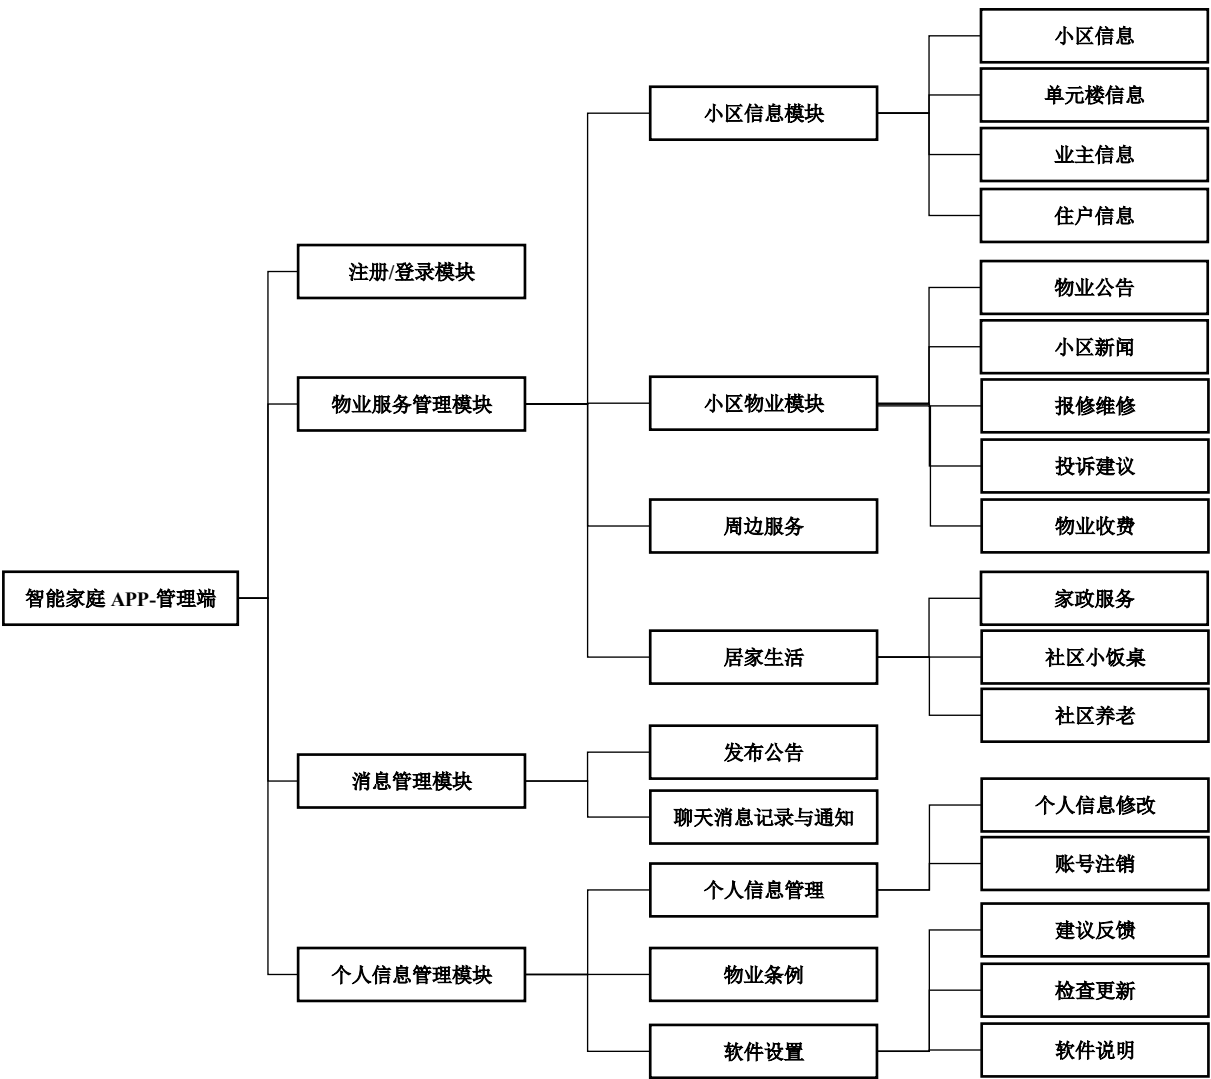 智能家庭 APP-管理端
注册/登录模块
物业服务管理模块
小区信息模块
小区信息
单元楼信息
业主信息
住户信息
小区物业模块
物业公告
小区新闻
报修维修
投诉建议
物业收费
周边服务
居家生活
家政服务
社区小饭桌
社区养老
消息管理模块
发布公告
聊天消息记录与通知
个人信息管理模块
个人信息管理
个人信息修改
账号注销
物业条例
软件设置
建议反馈
检查更新
软件说明